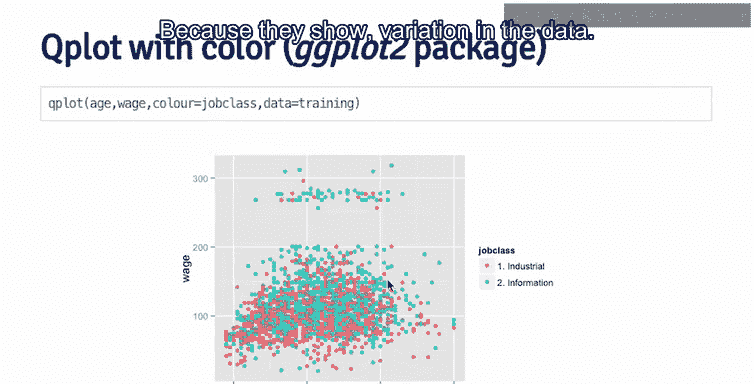 Because they show, variation in the data.
Qplot with color (ggplot2 package)
qplot(age,wage,colour=jobclass,data=training)
300
200
100
wage
jobclass
1. Industrial
2. Information